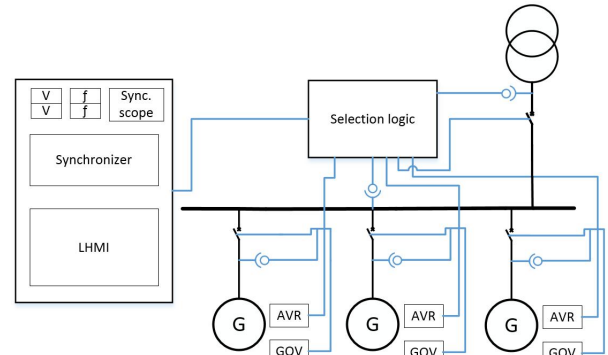 V
V
ƒ
ƒ
Sync.
scope
Synchronizer
LHMI
Selection logic
G
AVR
GOV
G
AVR
GOV
G
AVR
GOV